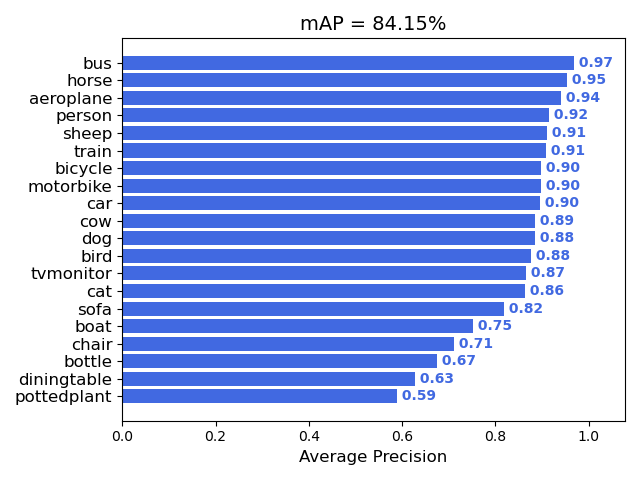 mAP = 84.15%
bus 0.97
horse 0.95
aeroplane 0.94
person 0.92
sheep 0.91
train 0.91
bicycle 0.90
motorbike 0.90
car 0.90
cow 0.89
dog 0.88
bird 0.88
tvmonitor 0.87
cat 0.86
sofa 0.82
boat 0.75
chair 0.71
bottle 0.67
diningtable 0.63
pottedplant 0.59
0.0 0.2 0.4 0.6 0.8 1.0
Average Precision